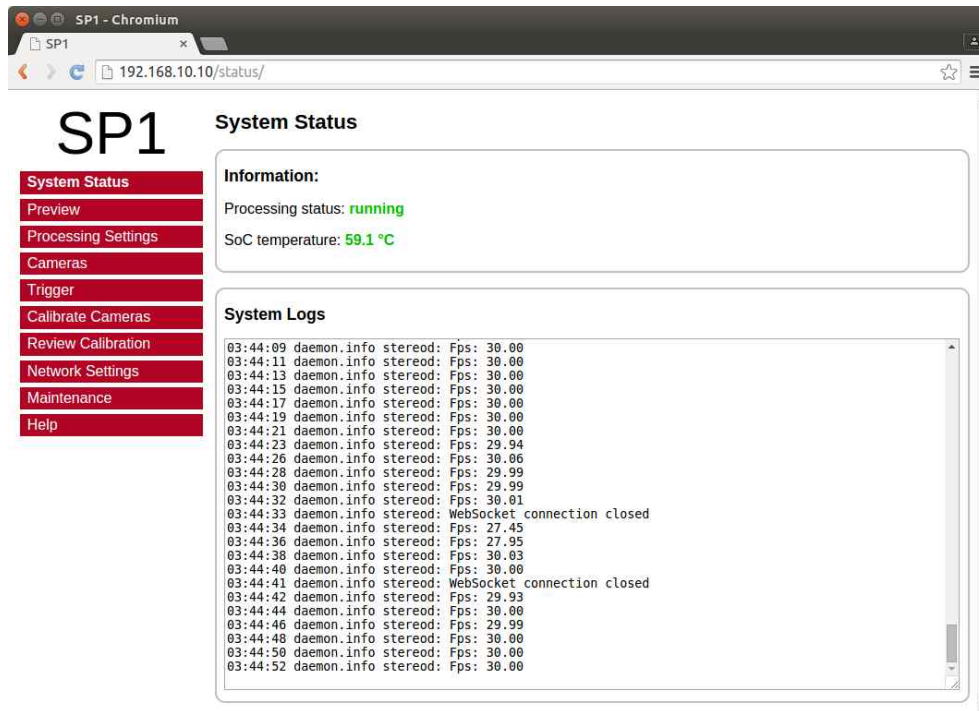 SP1 - Chromium
SP1
192.168.10.10/status/
SP1
System Status
Preview
Processing Settings
Cameras
Trigger
Calibrate Cameras
Review Calibration
Network Settings
Maintenance
Help
System Status
Information:
Processing status: running
SoC temperature: 59.1 °C
System Logs
03:44:09 daemon.info stereod: Fps: 30.00
03:44:11 daemon.info stereod: Fps: 30.00
03:44:13 daemon.info stereod: Fps: 30.00
03:44:15 daemon.info stereod: Fps: 30.00
03:44:17 daemon.info stereod: Fps: 30.00
03:44:19 daemon.info stereod: Fps: 30.00
03:44:21 daemon.info stereod: Fps: 30.00
03:44:23 daemon.info stereod: Fps: 29.94
03:44:26 daemon.info stereod: Fps: 30.06
03:44:28 daemon.info stereod: Fps: 29.99
03:44:30 daemon.info stereod: Fps: 29.99
03:44:32 daemon.info stereod: Fps: 30.01
03:44:33 daemon.info stereod: WebSocket connection closed
03:44:34 daemon.info stereod: Fps: 27.45
03:44:36 daemon.info stereod: Fps: 27.95
03:44:38 daemon.info stereod: Fps: 30.03
03:44:40 daemon.info stereod: Fps: 30.00
03:44:41 daemon.info stereod: WebSocket connection closed
03:44:42 daemon.info stereod: Fps: 29.93
03:44:44 daemon.info stereod: Fps: 30.00
03:44:46 daemon.info stereod: Fps: 29.99
03:44:48 daemon.info stereod: Fps: 30.00
03:44:50 daemon.info stereod: Fps: 30.00
03:44:52 daemon.info stereod: Fps: 30.00